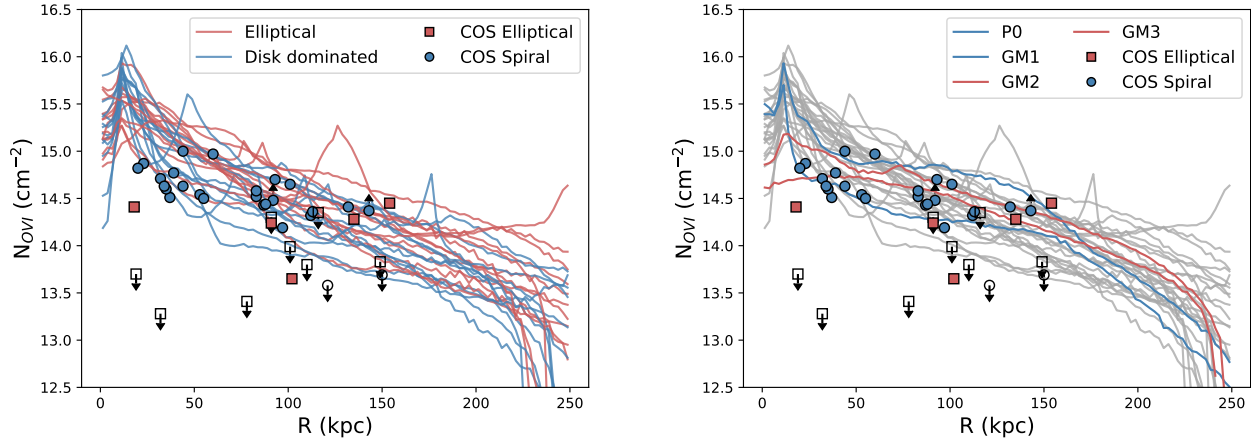 16.5
16.0
15.5
15.0
14.5
14.0
13.5
13.0
12.5
N_OVI (cm⁻²)
0
50
100
150
200
250
R (kpc)
Elliptical
Disk dominated
COS Elliptical
COS Spiral
16.5
16.0
15.5
15.0
14.5
14.0
13.5
13.0
12.5
N_OVI (cm⁻²)
0
50
100
150
200
250
R (kpc)
P0
GM1
GM2
GM3
COS Elliptical
COS Spiral